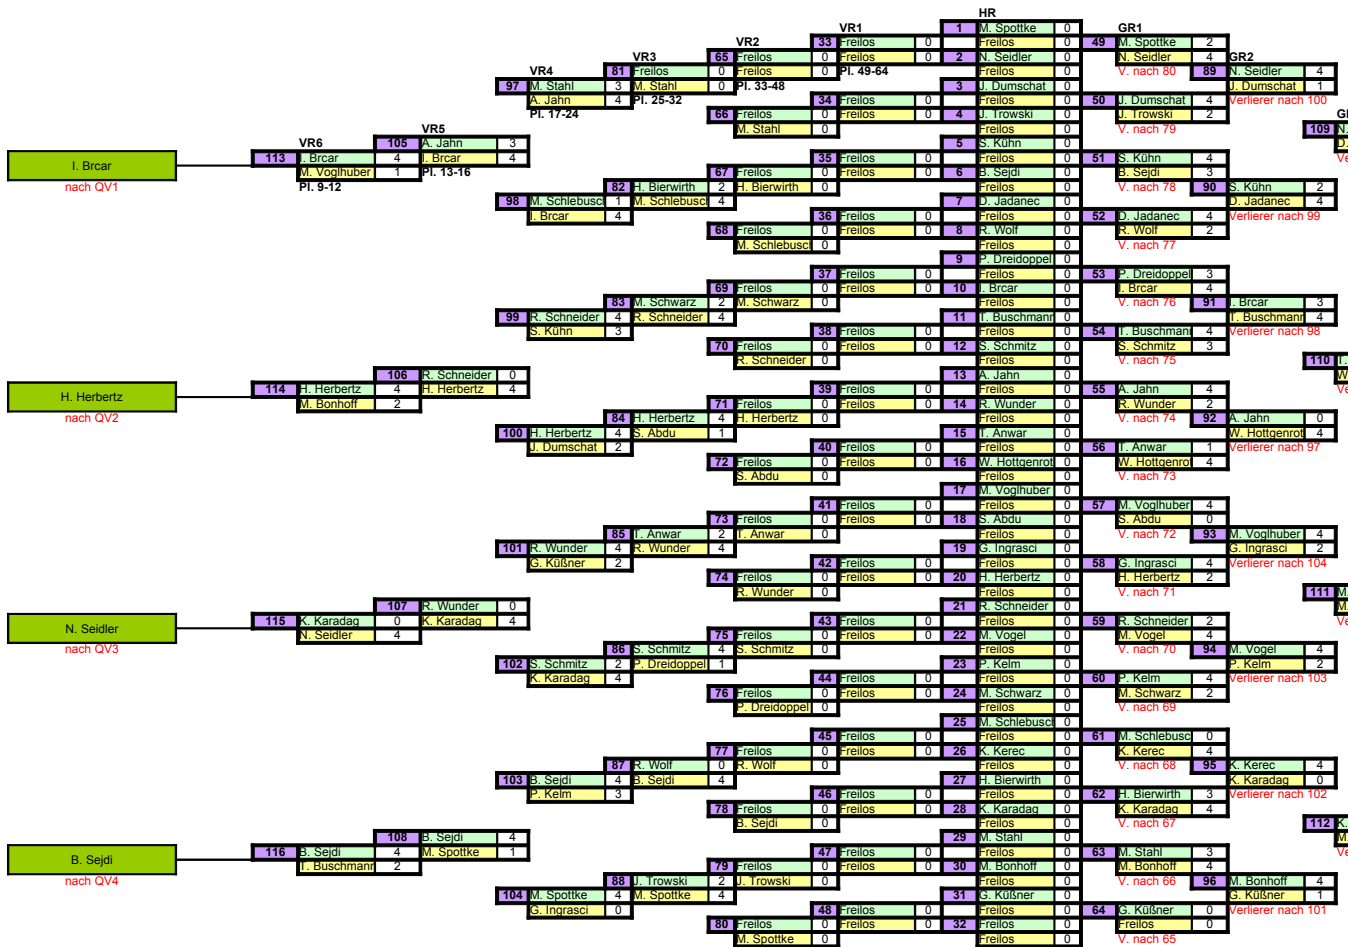 HR
VR1 1 M. Spottke 0 GR1
VR2 33 Freilos 0 Freilos 0 49 M. Spottke 2
VR3 65 Freilos 0 Freilos 0 2 N. Seidler 0 N. Seidler 4 GR2
VR4 81 Freilos 0 Freilos 0 Pl. 49-64 Freilos 0 V. nach 80 89 N. Seidler 4
97 M. Stahl 3 M. Stahl 0 Pl. 33-48 3 J. Dumschat 0 J. Dumschat 1
A. Jahn 4 Pl. 25-32 34 Freilos 0 Freilos 0 50 J. Dumschat 4 Verlierer nach 100
Pl. 17-24 66 Freilos 0 Freilos 0 4 J. Trowski 0 J. Trowski 2
M. Stahl 0 Freilos 0 V. nach 79 109 N.
VR5
VR6 105 A. Jahn 3 5 S. Kühn 0
I. Brcar 113 I. Brcar 4 I. Brcar 4 35 Freilos 0 Freilos 0 51 S. Kühn 4
M. Voglhuber 1 Pl. 13-16 67 Freilos 0 Freilos 0 6 B. Sejdi 0 B. Sejdi 3
nach QV1 Pl. 9-12 82 H. Bierwirth 2 H. Bierwirth 0 Freilos 0 V. nach 78 90 S. Kühn 2
98 M. Schlebusch 1 M. Schlebusch 4 7 D. Jadanec 0 D. Jadanec 4
I. Brcar 4 36 Freilos 0 Freilos 0 52 D. Jadanec 4 Verlierer nach 99
68 Freilos 0 Freilos 0 8 R. Wolf 0 R. Wolf 2
M. Schlebusch 0 Freilos 0 V. nach 77
9 P. Dreidoppel 0
37 Freilos 0 Freilos 0 53 P. Dreidoppel 3
69 Freilos 0 Freilos 0 10 I. Brcar 0 I. Brcar 4
83 M. Schwarz 2 M. Schwarz 0 Freilos 0 V. nach 76 91 I. Brcar 3
99 R. Schneider 4 R. Schneider 4 11 T. Buschmann 0 T. Buschmann 4
S. Kühn 3 38 Freilos 0 Freilos 0 54 T. Buschmann 4 Verlierer nach 98
70 Freilos 0 Freilos 0 12 S. Schmitz 0 S. Schmitz 3
R. Schneider 0 Freilos 0 V. nach 75 110 T.
106 R. Schneider 0 13 A. Jahn 0
H. Herbertz 114 H. Herbertz 4 H. Herbertz 4 39 Freilos 0 Freilos 0 55 A. Jahn 4
M. Bonhoff 2 71 Freilos 0 Freilos 0 14 R. Wunder 0 R. Wunder 2
nach QV2 84 H. Herbertz 4 H. Herbertz 0 Freilos 0 V. nach 74 92 A. Jahn 0
100 H. Herbertz 4 S. Abdu 1 15 T. Anwar 0 W. Hottgenrot 4
J. Dumschat 2 40 Freilos 0 Freilos 0 56 T. Anwar 1 Verlierer nach 97
72 Freilos 0 Freilos 0 16 W. Hottgenrot 0 W. Hottgenrot 4
S. Abdu 0 Freilos 0 V. nach 73
17 M. Voglhuber 0
41 Freilos 0 Freilos 0 57 M. Voglhuber 4
73 Freilos 0 Freilos 0 18 S. Abdu 0 S. Abdu 0
85 T. Anwar 2 T. Anwar 0 Freilos 0 V. nach 72 93 M. Voglhuber 4
101 R. Wunder 4 R. Wunder 4 19 G. Ingrasci 0 G. Ingrasci 2
G. Küßner 2 42 Freilos 0 Freilos 0 58 G. Ingrasci 4 Verlierer nach 104
74 Freilos 0 Freilos 0 20 H. Herbertz 0 H. Herbertz 2
R. Wunder 0 Freilos 0 V. nach 71 111 M.
107 R. Wunder 0 21 R. Schneider 0
N. Seidler 115 K. Karadag 0 K. Karadag 4 43 Freilos 0 Freilos 0 59 R. Schneider 2
N. Seidler 4 75 Freilos 0 Freilos 0 22 M. Vogel 0 M. Vogel 4
nach QV3 86 S. Schmitz 4 S. Schmitz 0 Freilos 0 V. nach 70 94 M. Vogel 4
102 S. Schmitz 2 P. Dreidoppel 1 23 P. Kelm 0 P. Kelm 2
K. Karadag 4 44 Freilos 0 Freilos 0 60 P. Kelm 4 Verlierer nach 103
76 Freilos 0 Freilos 0 24 M. Schwarz 0 M. Schwarz 2
P. Dreidoppel 0 Freilos 0 V. nach 69
25 M. Schlebusch 0
45 Freilos 0 Freilos 0 61 M. Schlebusc 0
77 Freilos 0 Freilos 0 26 K. Kerec 0 K. Kerec 4
87 R. Wolf 0 R. Wolf 0 Freilos 0 V. nach 68 95 K. Kerec 4
103 B. Sejdi 4 B. Sejdi 4 27 H. Bierwirth 0 K. Karadag 0
P. Kelm 3 46 Freilos 0 Freilos 0 62 H. Bierwirth 3 Verlierer nach 102
78 Freilos 0 Freilos 0 28 K. Karadag 0 K. Karadag 4
B. Sejdi 0 Freilos 0 V. nach 67 112 K.
108 B. Sejdi 4 29 M. Stahl 0
B. Sejdi 116 B. Sejdi 4 M. Spottke 1 47 Freilos 0 Freilos 0 63 M. Stahl 3
T. Buschmann 2 79 Freilos 0 Freilos 0 30 M. Bonhoff 0 M. Bonhoff 4
nach QV4 88 J. Trowski 2 J. Trowski 0 Freilos 0 V. nach 66 96 M. Bonhoff 4
104 M. Spottke 4 M. Spottke 4 31 G. Küßner 0 G. Küßner 1
G. Ingrasci 0 48 Freilos 0 Freilos 0 64 G. Küßner 0 Verlierer nach 101
80 Freilos 0 Freilos 0 32 Freilos 0 Freilos 0
M. Spottke 0 Freilos 0 V. nach 65